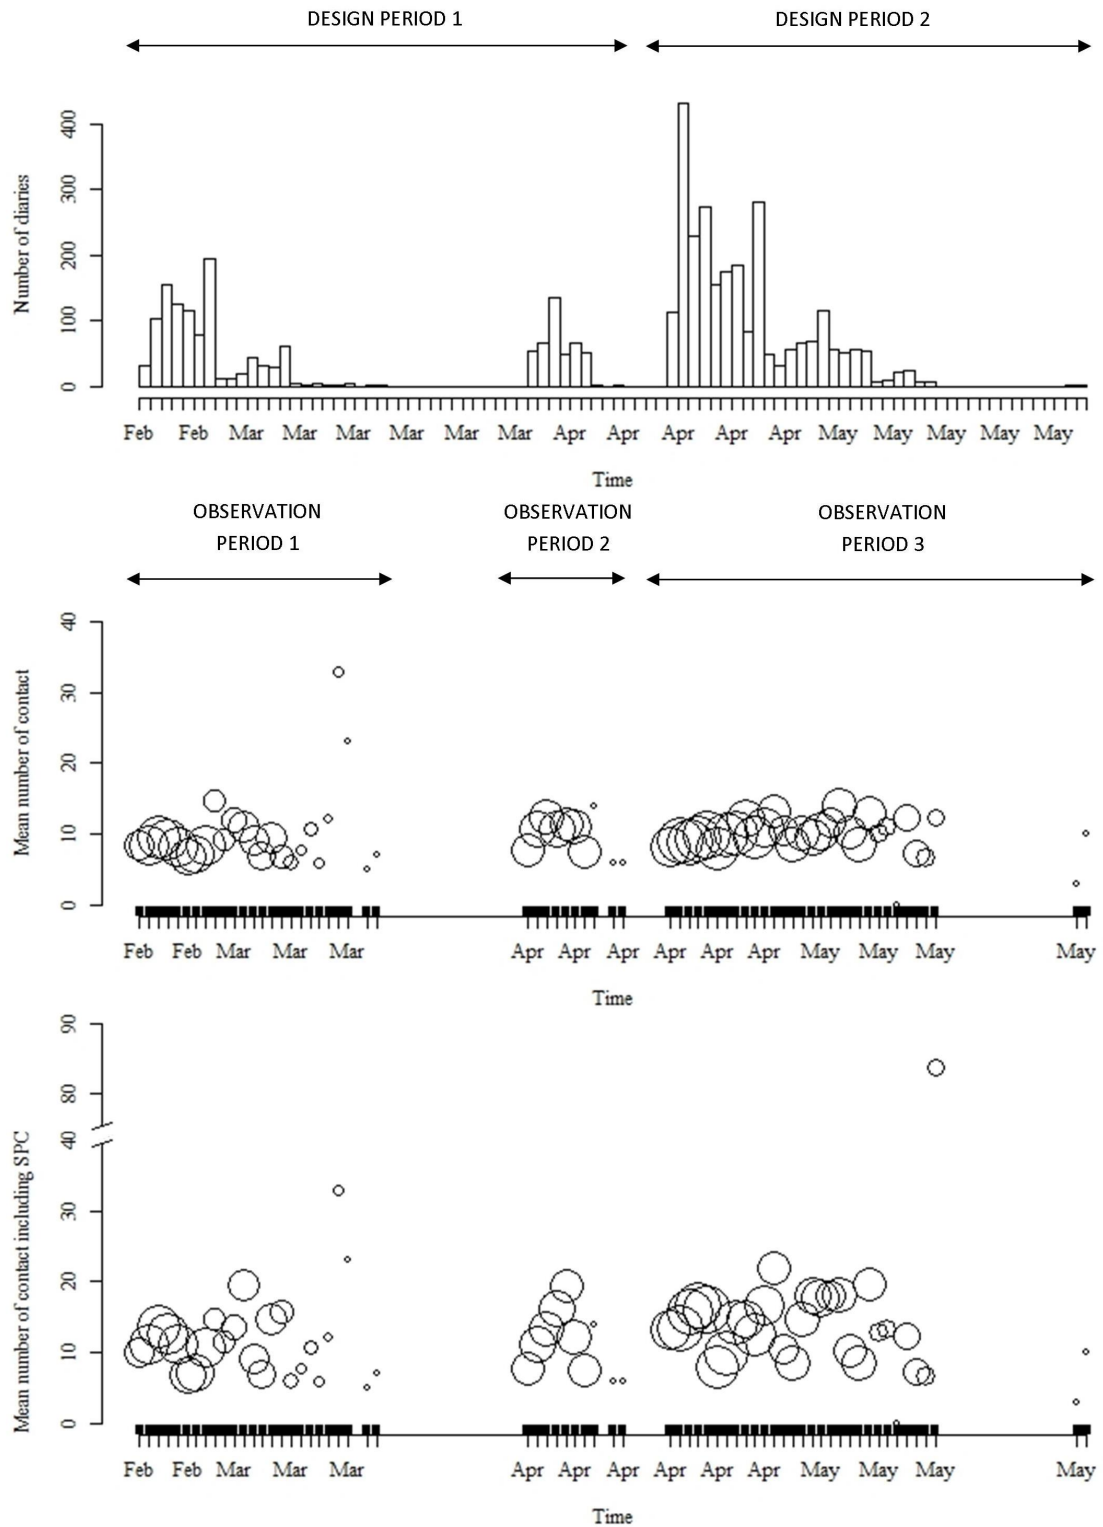 DESIGN PERIOD 1 DESIGN PERIOD 2
Number of diaries
400
300
200
100
0
Feb Feb Mar Mar Mar Mar Mar Mar Apr Apr Apr Apr Apr May May May May May
Time
OBSERVATION OBSERVATION OBSERVATION
PERIOD 1 PERIOD 2 PERIOD 3
Mean number of contact
40
30
20
10
0
Feb Feb Mar Mar Mar Apr Apr Apr Apr Apr Apr May May May May
Time
Mean number of contact including SPC
90
80
40
30
20
10
0
Feb Feb Mar Mar Mar Apr Apr Apr Apr Apr Apr May May May May
Time